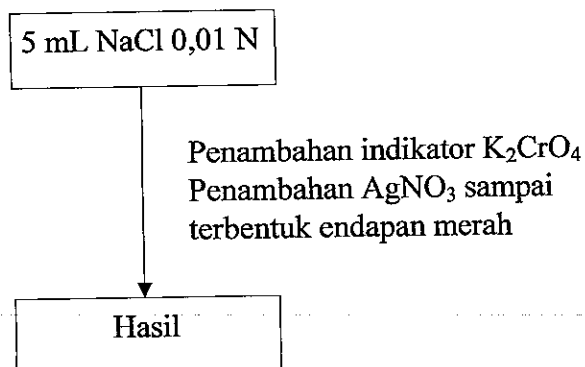 5 mL NaCl 0,01 N
Penambahan indikator K₂CrO₄
Penambahan AgNO₃ sampai
terbentuk endapan merah
Hasil